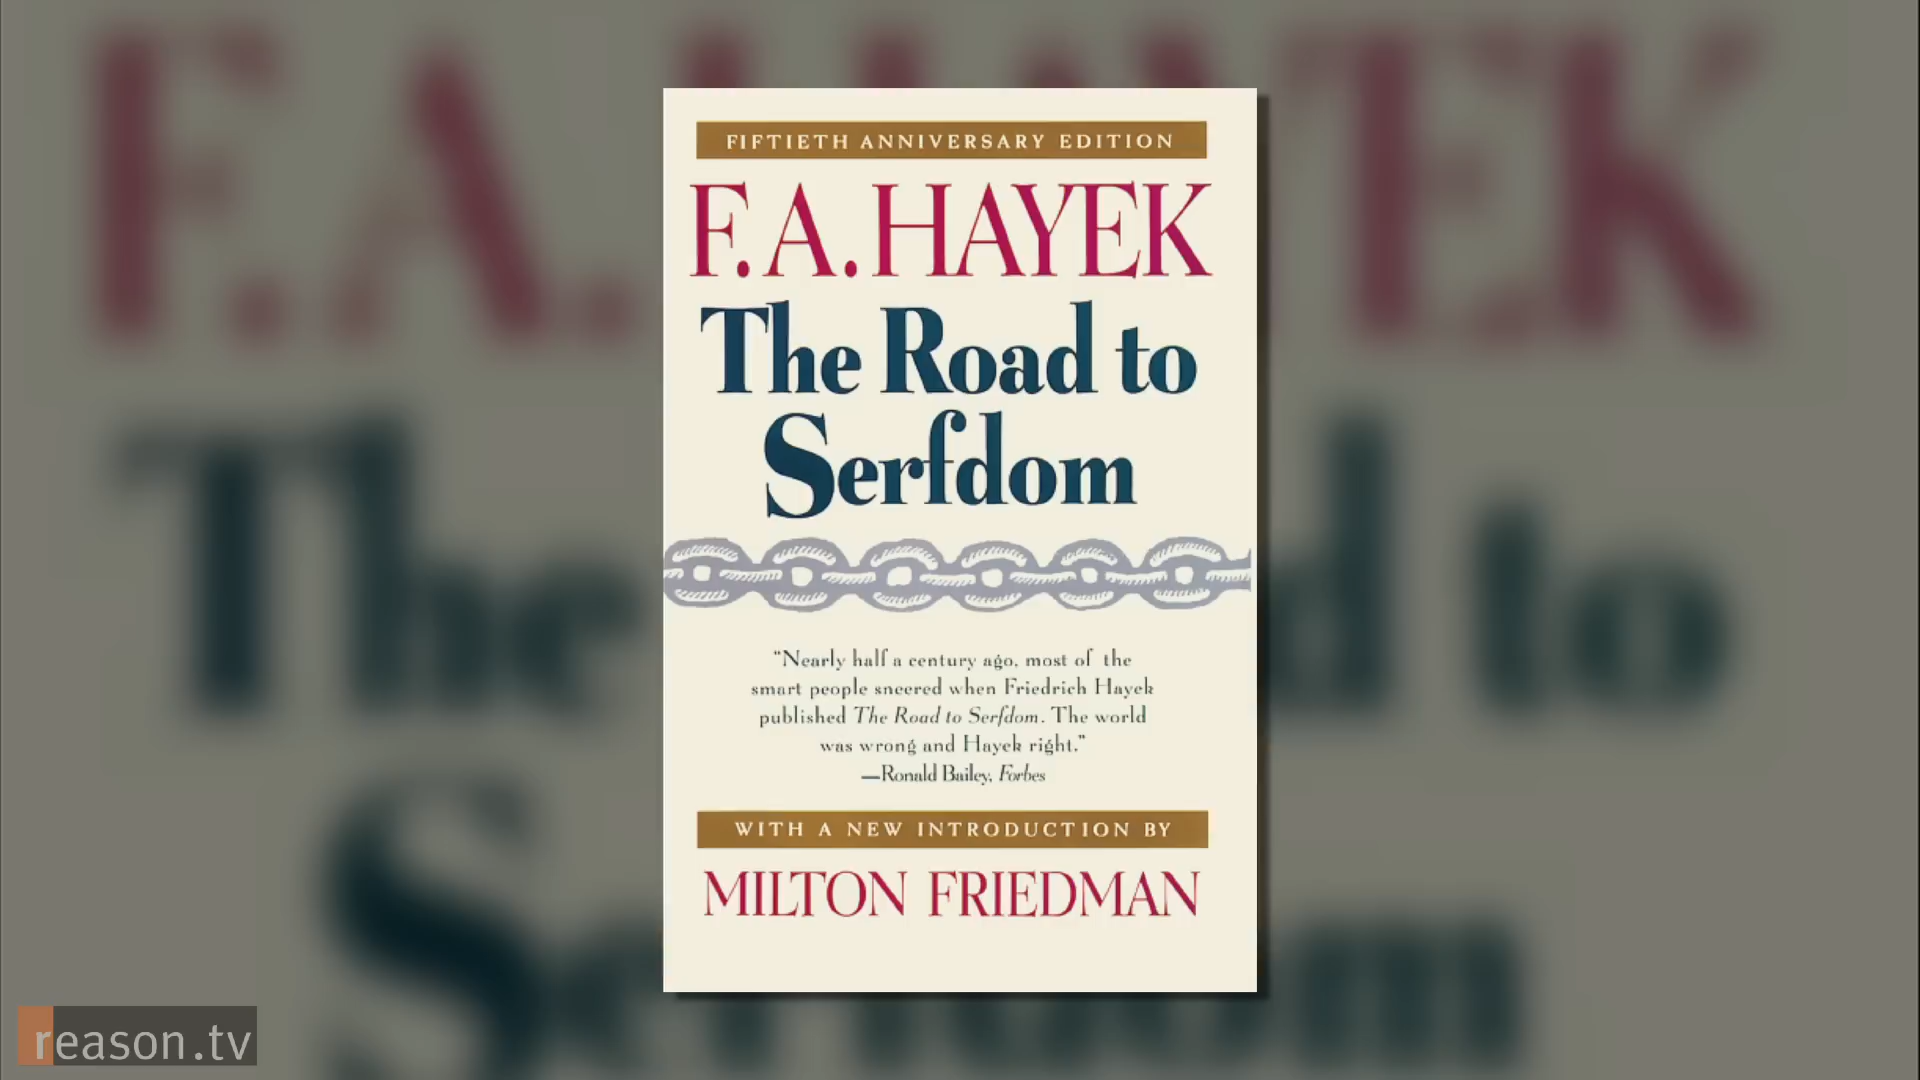 FIFTIETH ANNIVERSARY EDITION
F. A. HAYEK
The Road to
Serfdom
“Nearly half a century ago, most of the
smart people sneered when Friedrich Hayek
published The Road to Serfdom. The world
was wrong and Hayek right.”
—Ronald Bailey, Forbes
WITH A NEW INTRODUCTION BY
MILTON FRIEDMAN
reason.tv